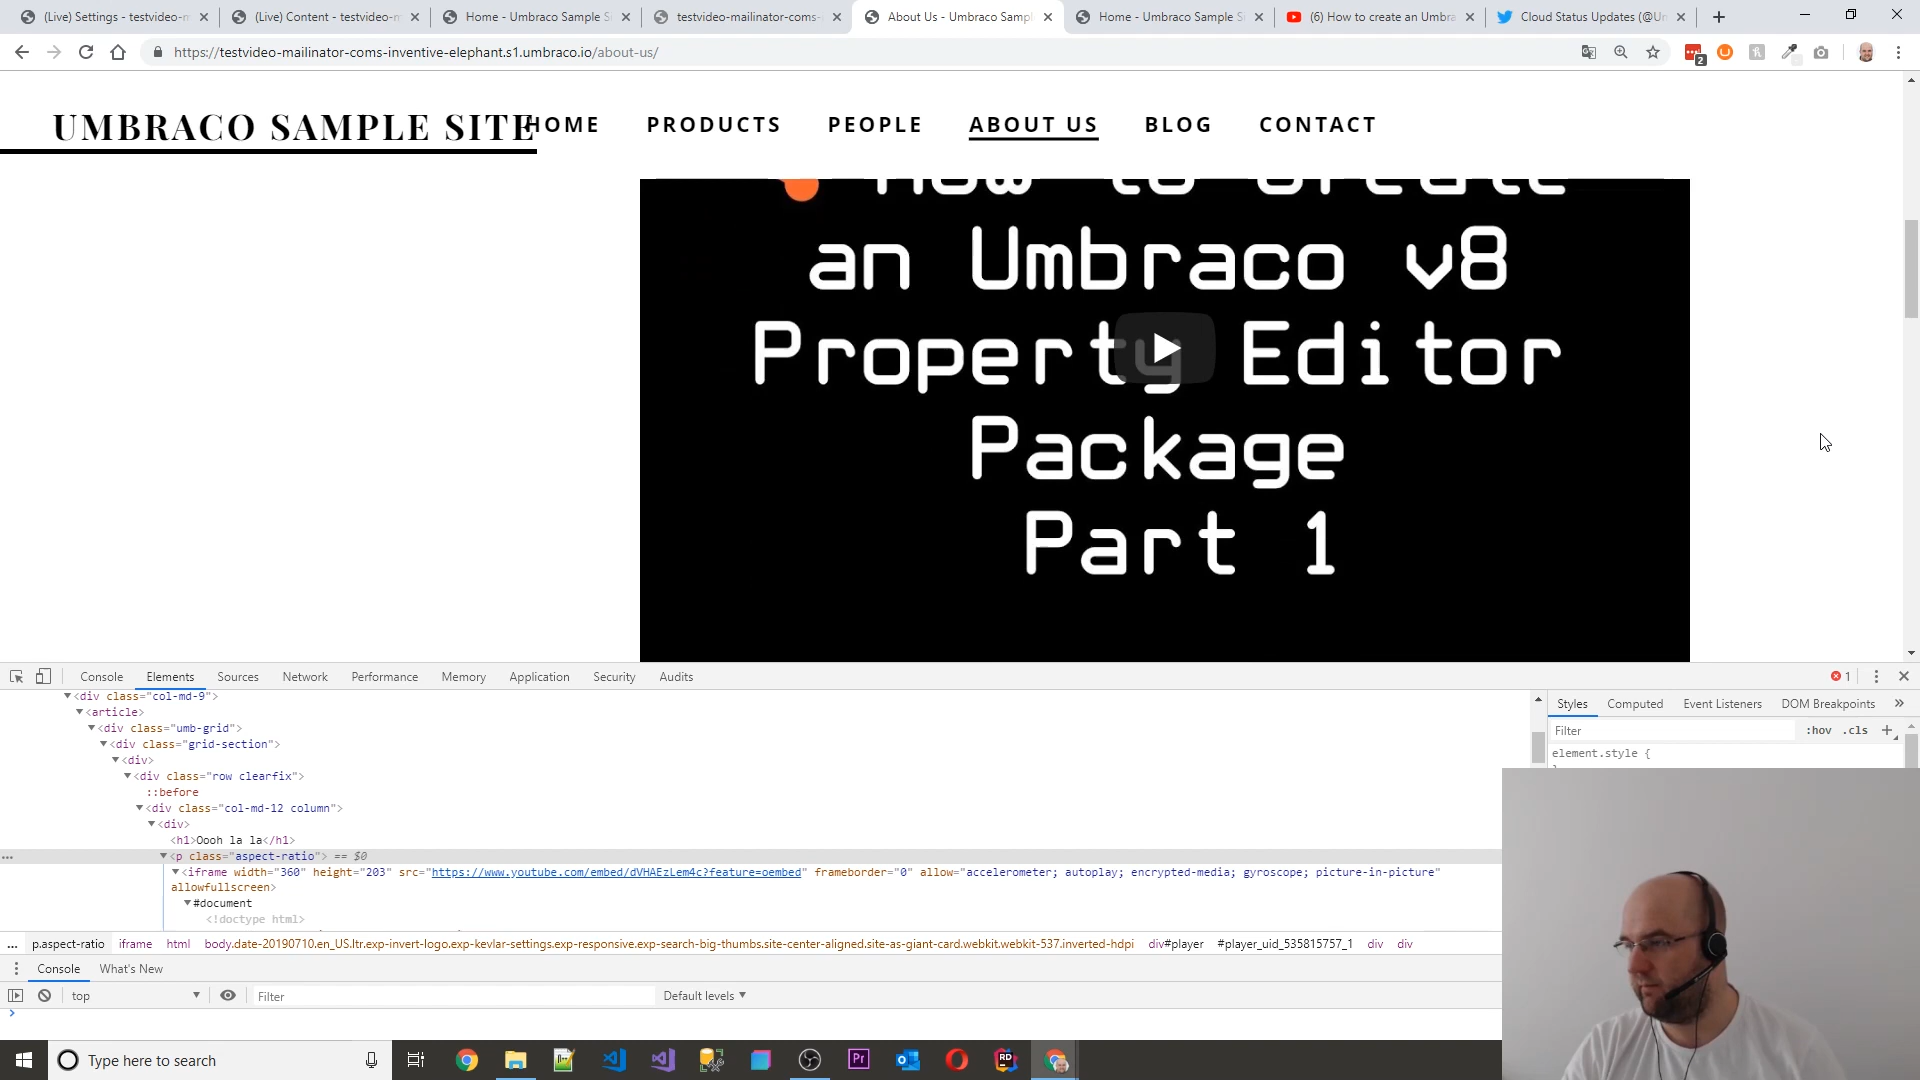 (Live) Settings - testvideo-m
(Live) Content - testvideo-m
Home - Umbraco Sample Si
testvideo-mailinator-coms-
About Us - Umbraco Sampl
Home - Umbraco Sample S
(6) How to create an Umbra
Cloud Status Updates (@Um
https://testvideo-mailinator-coms-inventive-elephant.s1.umbraco.io/about-us/
2
UMBRACO SAMPLE SITE
HOME
PRODUCTS
PEOPLE
ABOUT US
BLOG
CONTACT
How to create
an Umbraco v8
Property Editor
Package
Part 1
Console
Elements
Sources
Network
Performance
Memory
Application
Security
Audits
1
<div class="col-md-9">
<article>
<div class="umb-grid">
<div class="grid-section">
<div>
<div class="row clearfix">
::before
<div class="col-md-12 column">
<div>
<h1>Oooh la la</h1>
... <p class="aspect-ratio"> == $0
<iframe width="360" height="203" src="https://www.youtube.com/embed/dVHAEzLem4c?feature=oembed" frameborder="0" allow="accelerometer; autoplay; encrypted-media; gyroscope; picture-in-picture"
allowfullscreen>
#document
<!doctype html>
Styles
Computed
Event Listeners
DOM Breakpoints
Filter
:hov
.cls
element.style {
... p.aspect-ratio iframe html body.date-20190710.en_US.ltr.exp-invert-logo.exp-kevlar-settings.exp-responsive.exp-search-big-thumbs.site-center-aligned.site-as-giant-card.webkit.webkit-537.inverted-hdpi div#player #player_uid_535815757_1 div div
Console
What's New
top
Filter
Default levels
Type here to search
Pr
RD